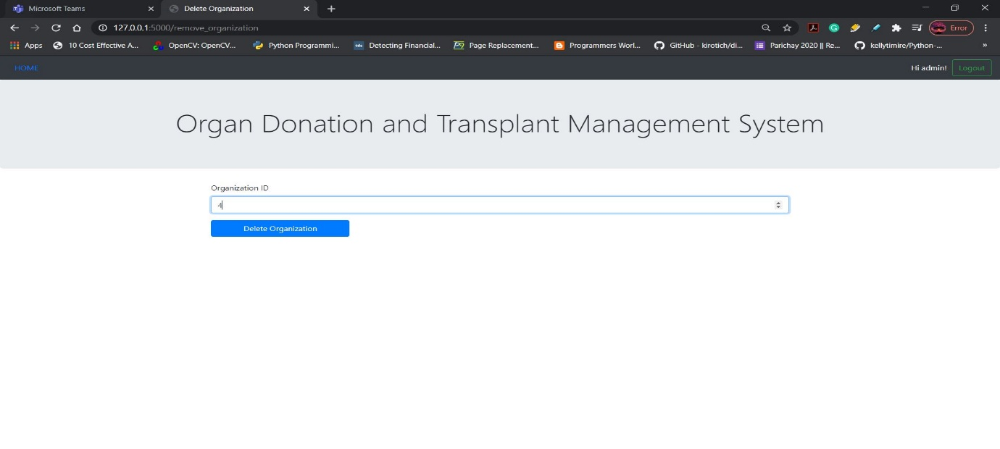 Microsoft Teams
Delete Organization
127.0.0.1:5000/remove_organization
Error
Apps
10 Cost Effective A...
OpenCV: OpenCV...
Python Programmi...
Detecting Financial...
Page Replacement...
Programmers Worl...
GitHub - kirotich/di...
Parichay 2020 || Re...
kellytimire/Python-...
»
HOME
Hi admin! Logout
Organ Donation and Transplant Management System
Organization ID
4
Delete Organization